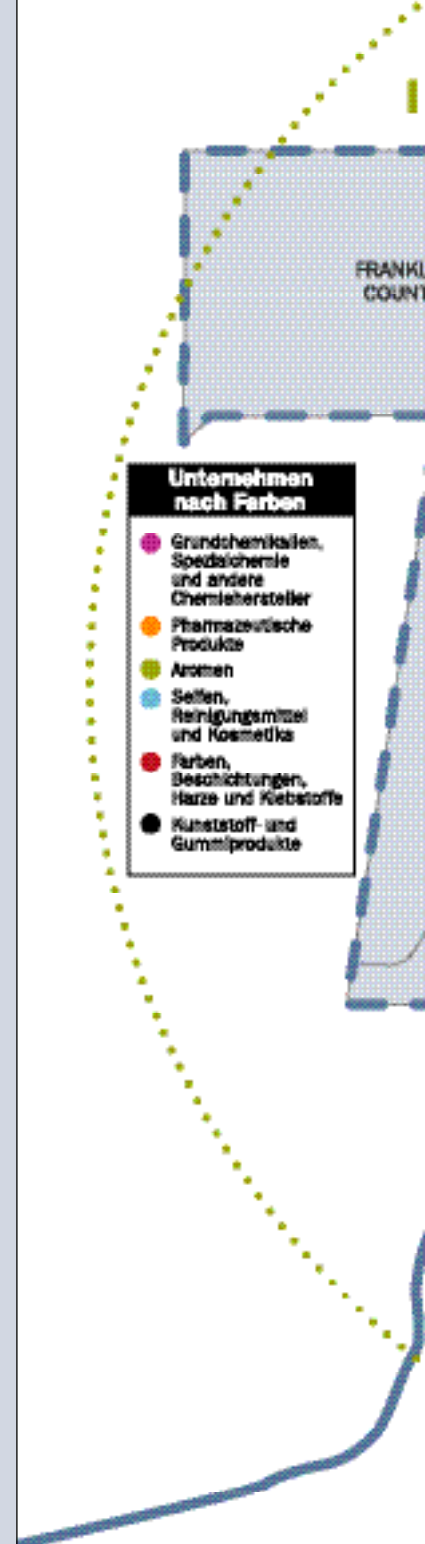 FRANKL
COUNT
Unternehmen
nach Farben
Grundchemikalien,
Spezialchemie
und andere
Chemiehersteller
Pharmazeutische
Produkte
Aromen
Seifen,
Reinigungsmittel
und Kosmetika
Farben,
Beschichtungen,
Harze und Klebstoffe
Kunststoff- und
Gummiprodukte